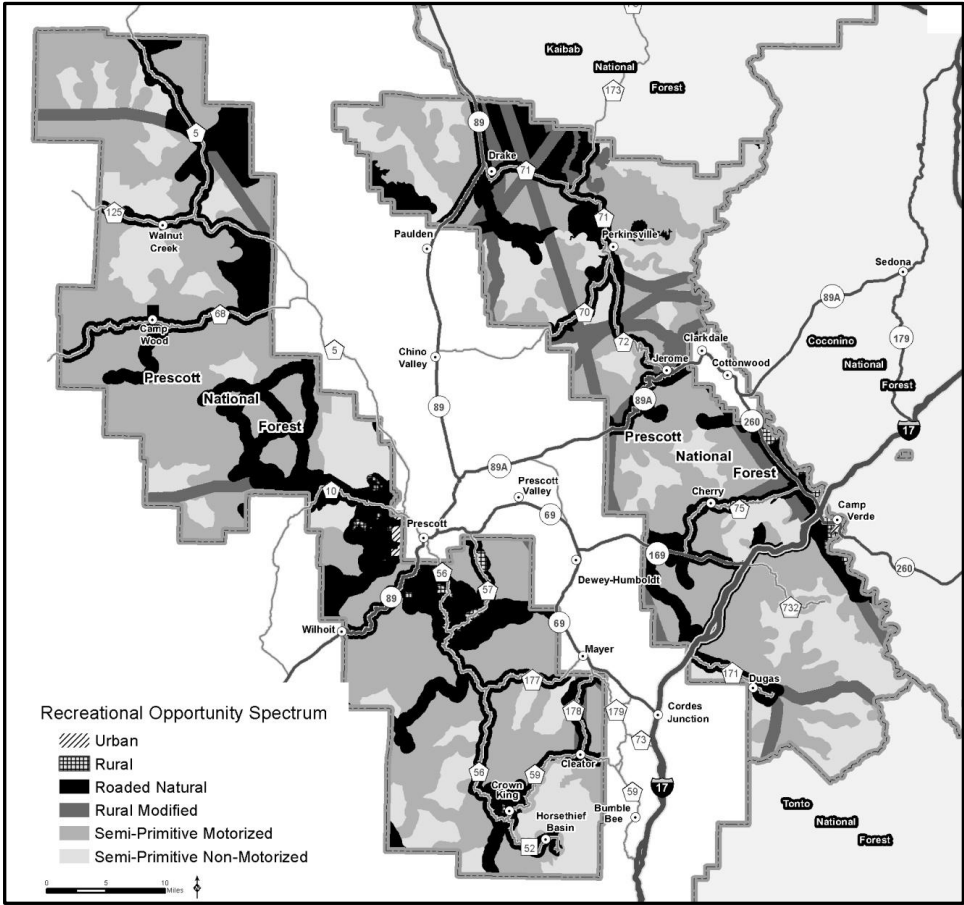 Kaibab
National
Forest
173
89
5
Drake
71
125
71
Walnut
Creek
Paulden
Perkinsville
Sedona
89A
68
Camp
Wood
70
72
Clarkdale
179
Coconino
National
Forest
5
Chino
Valley
Jerome
Cottonwood
Prescott
National
Forest
89
89A
260
17
Prescott
National
Forest
89A
10
Prescott
Valley
Cherry
75
Camp
Verde
69
Prescott
169
260
56
Dewey-Humboldt
57
89
732
Wilhoit
69
Mayer
171
Dugas
177
178
179
Cordes
Junction
73
56
59
Cleator
17
59
Crown
King
Bumble
Bee
Horsethief
Basin
52
Tonto
National
Forest
Recreational Opportunity Spectrum
Urban
Rural
Roaded Natural
Rural Modified
Semi-Primitive Motorized
Semi-Primitive Non-Motorized
0 5 10
Miles